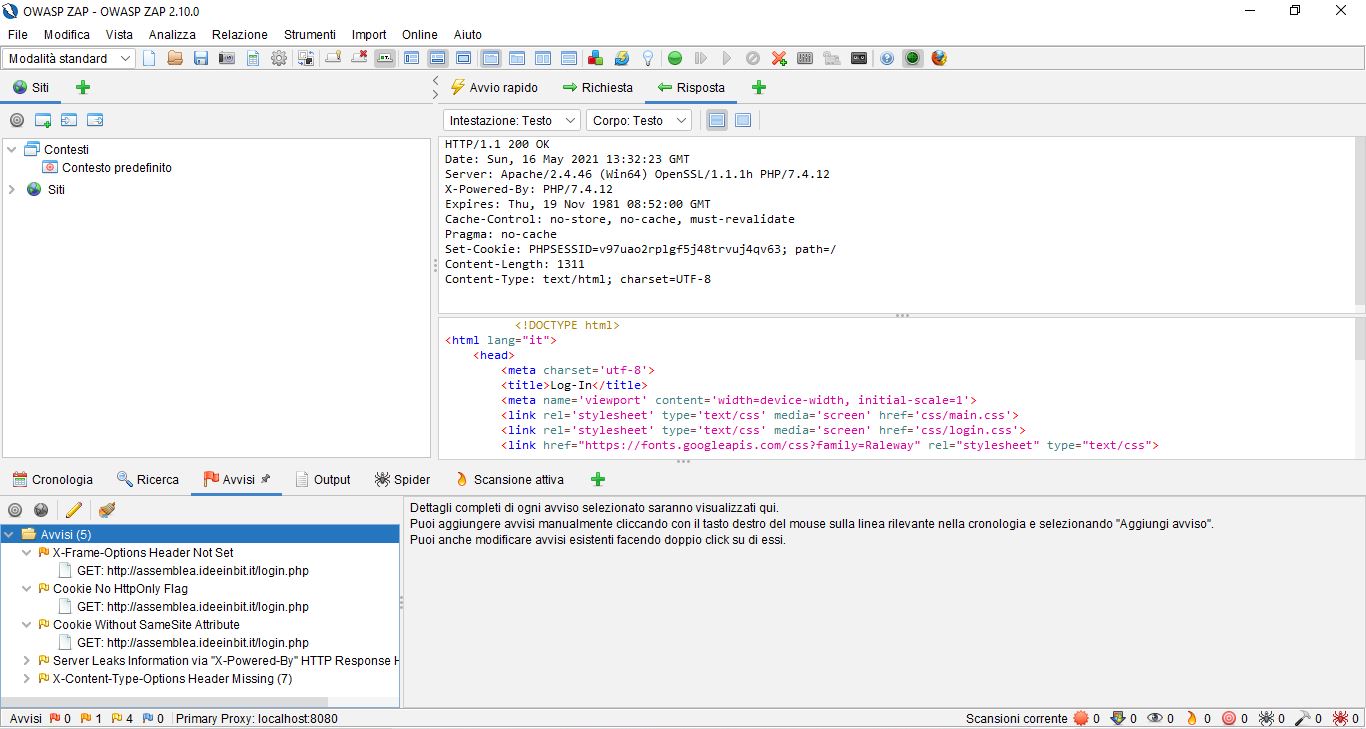 OWASP ZAP - OWASP ZAP 2.10.0
File Modifica Vista Analizza Relazione Strumenti Import Online Aiuto
Modalità standard
Siti
Avvio rapido Richiesta Risposta
Intestazione: Testo Corpo: Testo
Contesti
Contesto predefinito
Siti
HTTP/1.1 200 OK
Date: Sun, 16 May 2021 13:32:23 GMT
Server: Apache/2.4.46 (Win64) OpenSSL/1.1.1h PHP/7.4.12
X-Powered-By: PHP/7.4.12
Expires: Thu, 19 Nov 1981 08:52:00 GMT
Cache-Control: no-store, no-cache, must-revalidate
Pragma: no-cache
Set-Cookie: PHPSESSID=v97uao2rplgf5j48trvuj4qv63; path=/
Content-Length: 1311
Content-Type: text/html; charset=UTF-8
<!DOCTYPE html>
<html lang="it">
<head>
<meta charset='utf-8'>
<title>Log-In</title>
<meta name='viewport' content='width=device-width, initial-scale=1'>
<link rel='stylesheet' type='text/css' media='screen' href='css/main.css'>
<link rel='stylesheet' type='text/css' media='screen' href='css/login.css'>
<link href="https://fonts.googleapis.com/css?family=Raleway" rel="stylesheet" type="text/css">
Cronologia Ricerca Avvisi Output Spider Scansione attiva
Avvisi (5)
X-Frame-Options Header Not Set
GET: http://assemblea.ideeinbit.it/login.php
Cookie No HttpOnly Flag
GET: http://assemblea.ideeinbit.it/login.php
Cookie Without SameSite Attribute
GET: http://assemblea.ideeinbit.it/login.php
Server Leaks Information via "X-Powered-By" HTTP Response H
X-Content-Type-Options Header Missing (7)
Dettagli completi di ogni avviso selezionato saranno visualizzati qui.
Puoi aggiungere avvisi manualmente cliccando con il tasto destro del mouse sulla linea rilevante nella cronologia e selezionando "Aggiungi avviso".
Puoi anche modificare avvisi esistenti facendo doppio click su di essi.
Avvisi 0 1 4 0 Primary Proxy: localhost:8080 Scansioni corrente 0 0 0 0 0 0 0 0